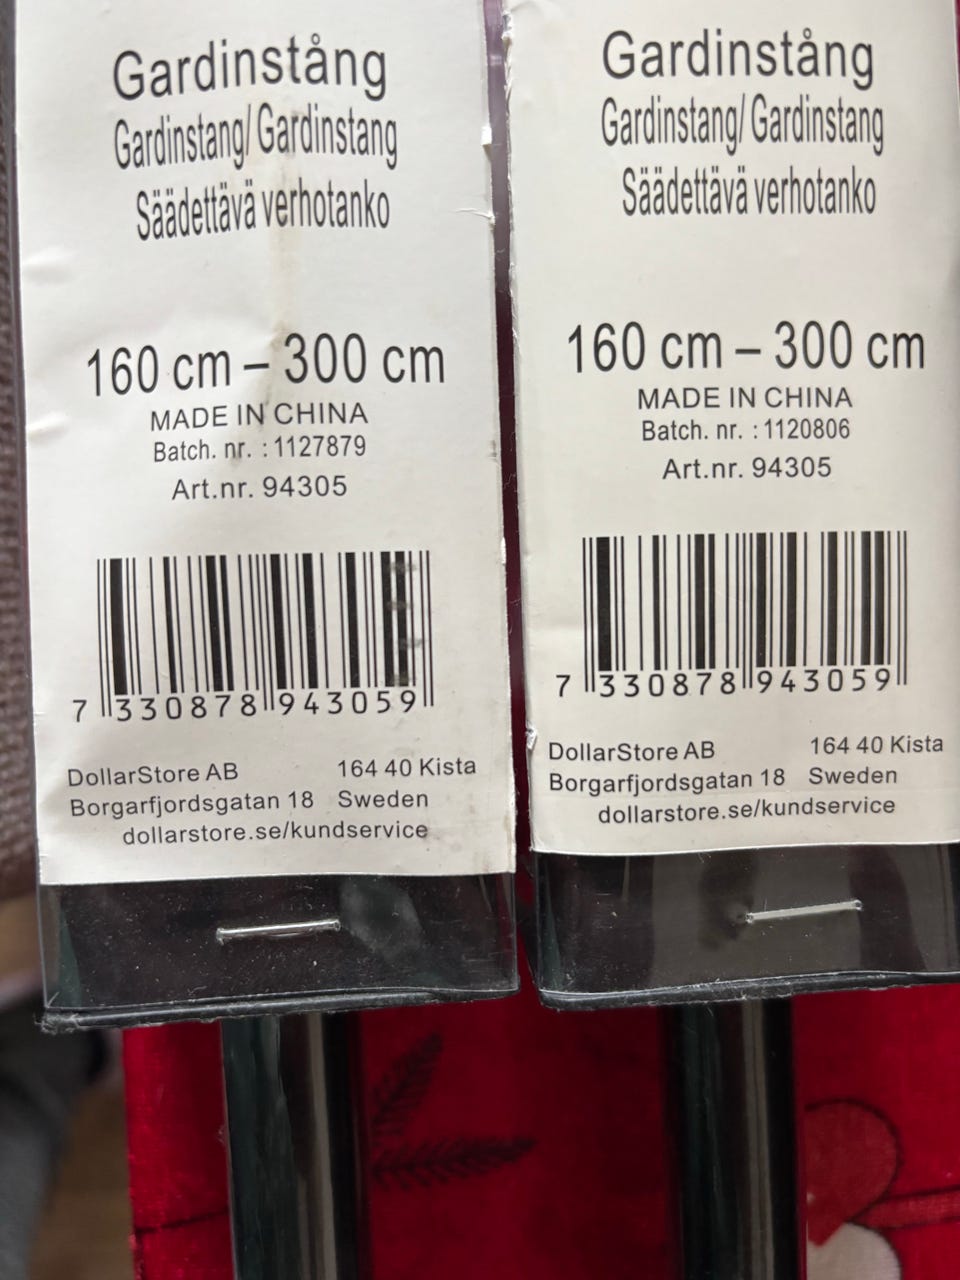 Gardinstång
Gardinstang/ Gardinstang
Säädettävä verhotanko
160 cm – 300 cm
MADE IN CHINA
Batch. nr. : 1127879
Art.nr. 94305
7 330878 943059
DollarStore AB 164 40 Kista
Borgarfjordsgatan 18 Sweden
dollarstore.se/kundservice
Gardinstång
Gardinstang/ Gardinstang
Säädettävä verhotanko
160 cm – 300 cm
MADE IN CHINA
Batch. nr. : 1120806
Art.nr. 94305
7 330878 943059
DollarStore AB 164 40 Kista
Borgarfjordsgatan 18 Sweden
dollarstore.se/kundservice